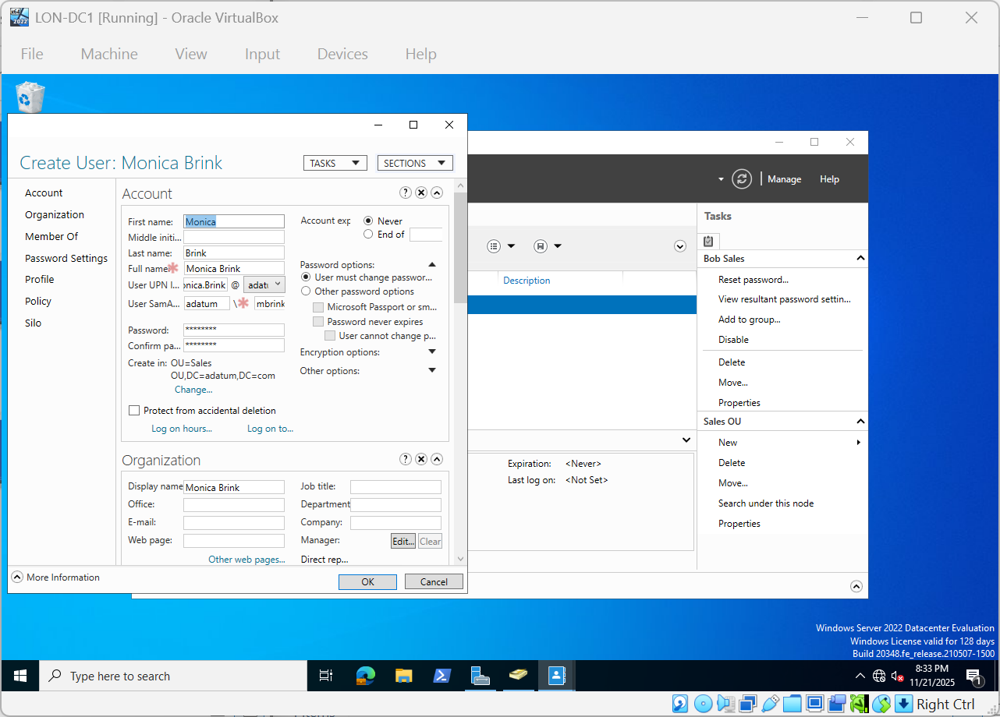 LON-DC1 [Running] - Oracle VirtualBox
File Machine View Input Devices Help
Create User: Monica Brink
TASKS
SECTIONS
Account
Organization
Member Of
Password Settings
Profile
Policy
Silo
Account
First name: Monica
Middle initi...
Last name: Brink
Full name Monica Brink
User UPN l... onica.Brink @ adatu
User SamA... adatum \ mbrink
Password: ********
Confirm pa... ********
Create in: OU=Sales
OU,DC=adatum,DC=com
Change...
Protect from accidental deletion
Log on hours... Log on to...
Account exp
Never
End of
Password options:
User must change passwor...
Other password options
Microsoft Passport or sm...
Password never expires
User cannot change p...
Encryption options:
Other options:
Organization
Display name Monica Brink
Office:
E-mail:
Web page:
Other web pages...
Job title:
Department
Company:
Manager: Edit... Clear
Direct rep...
More Information
OK Cancel
Manage Help
Description
Expiration: <Never>
Last log on: <Not Set>
Tasks
Bob Sales
Reset password...
View resultant password settin...
Add to group...
Disable
Delete
Move...
Properties
Sales OU
New
Delete
Move...
Search under this node
Properties
Windows Server 2022 Datacenter Evaluation
Windows License valid for 128 days
Build 20348.fe_release.210507-1500
Type here to search
8:33 PM
11/21/2025
1
Right Ctrl